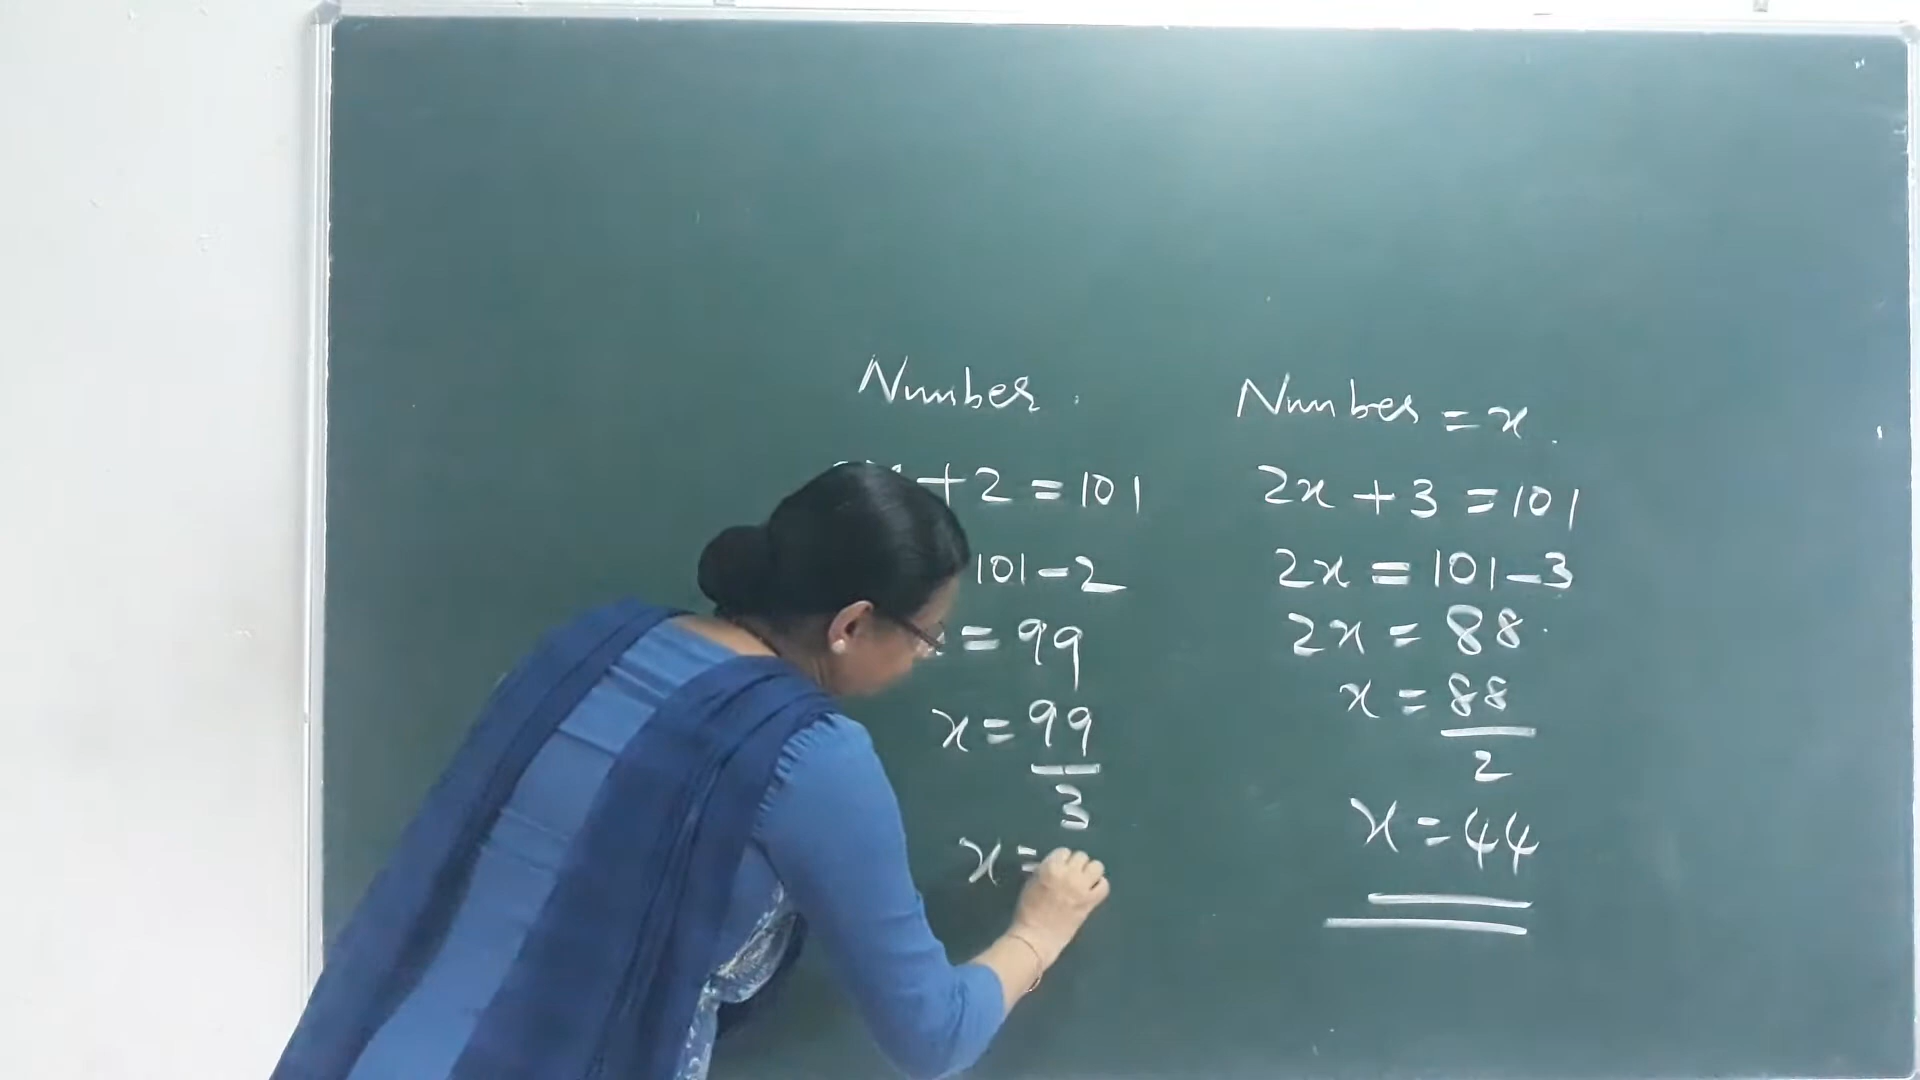 Number
+ 2 = 101
101 - 2
= 99
x = 99
3
x =
Number = x.
2x + 3 = 101
2x = 101 - 3
2x = 88.
x = 88
2
x = 44